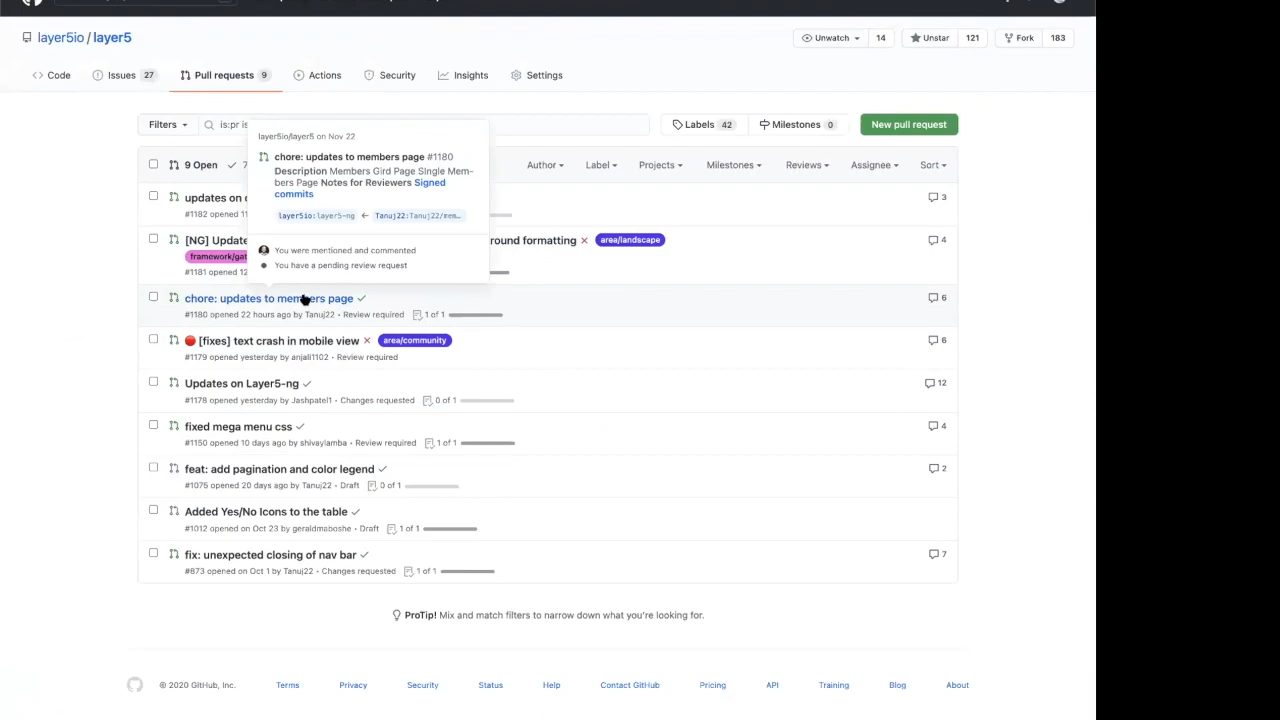 layer5io / layer5
Unwatch 14 Unstar 121 Fork 183
Code Issues 27 Pull requests 9 Actions Security Insights Settings
Filters is:pr is Labels 42 Milestones 0 New pull request
9 Open 7 Author Label Projects Milestones Reviews Assignee Sort
layer5io/layer5 on Nov 22
chore: updates to members page #1180
Description Members Gird Page SIngle Mem-
bers Page Notes for Reviewers Signed
commits
layer5io:layer5-ng ← Tanuj22:Tanuj22/mem…
You were mentioned and commented
You have a pending review request
updates on
#1182 opened 11
3
[NG] Update
round formatting area/landscape
4
framework/gat
#1181 opened 12
chore: updates to members page
6
#1180 opened 22 hours ago by Tanuj22 • Review required 1 of 1
[fixes] text crash in mobile view area/community
6
#1179 opened yesterday by anjali1102 • Review required
Updates on Layer5-ng
12
#1178 opened yesterday by Jashpatel1 • Changes requested 0 of 1
fixed mega menu css
4
#1150 opened 10 days ago by shivaylamba • Review required 1 of 1
feat: add pagination and color legend
2
#1075 opened 20 days ago by Tanuj22 • Draft 0 of 1
Added Yes/No Icons to the table
#1012 opened on Oct 23 by geraldmaboshe • Draft 1 of 1
fix: unexpected closing of nav bar
7
#873 opened on Oct 1 by Tanuj22 • Changes requested 1 of 1
ProTip! Mix and match filters to narrow down what you're looking for.
© 2020 GitHub, Inc. Terms Privacy Security Status Help Contact GitHub Pricing API Training Blog About